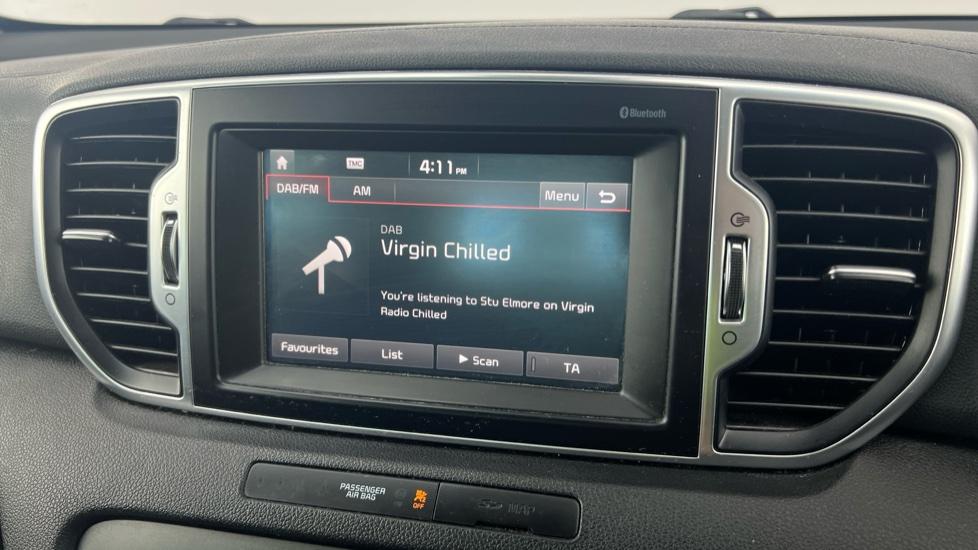 Bluetooth
TMC
4:11 PM
DAB/FM
AM
Menu
DAB
Virgin Chilled
You're listening to Stu Elmore on Virgin
Radio Chilled
Favourites
List
Scan
TA
PASSENGER
AIR BAG
OFF
MAP